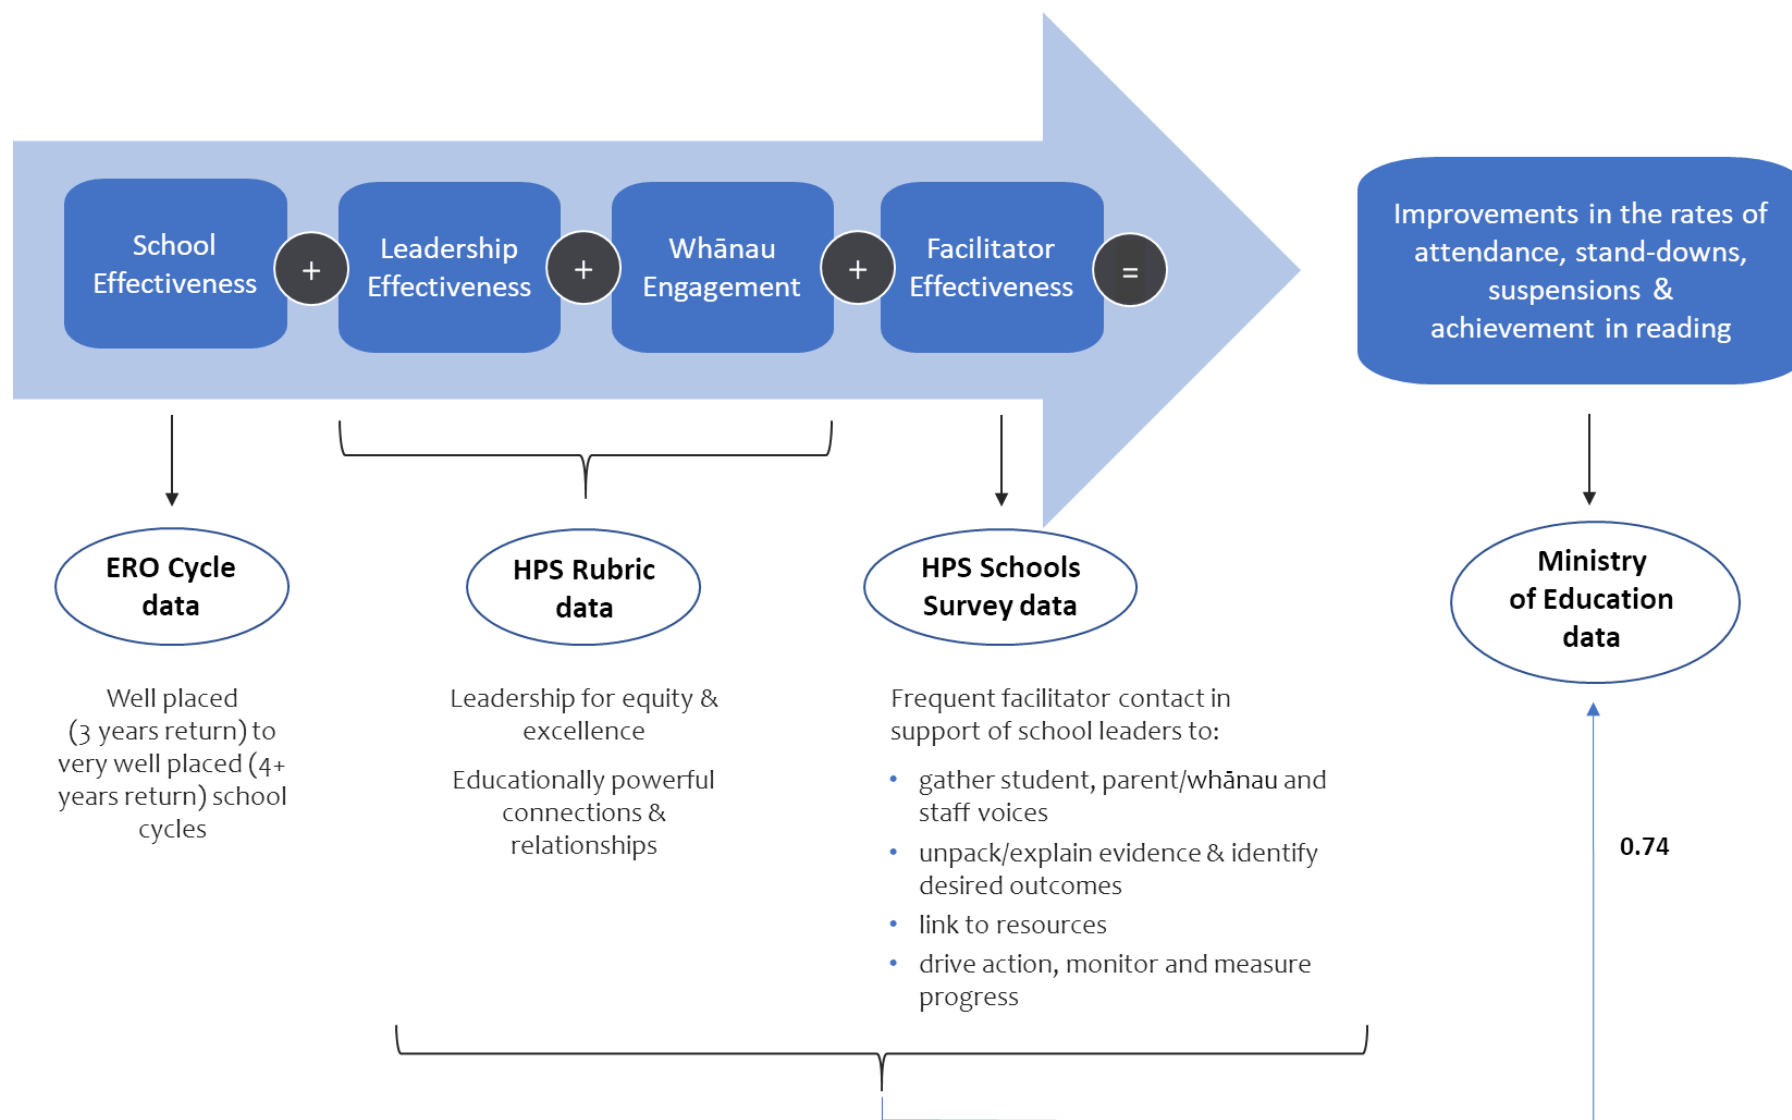 School
Effectiveness
+
Leadership
Effectiveness
+
Whānau
Engagement
+
Facilitator
Effectiveness
=
Improvements in the rates of
attendance, stand-downs,
suspensions &
achievement in reading
ERO Cycle
data
HPS Rubric
data
HPS Schools
Survey data
Ministry
of Education
data
Well placed
(3 years return) to
very well placed (4+
years return) school
cycles
Leadership for equity &
excellence
Educationally powerful
connections &
relationships
Frequent facilitator contact in
support of school leaders to:
• gather student, parent/whānau and
staff voices
• unpack/explain evidence & identify
desired outcomes
• link to resources
• drive action, monitor and measure
progress
0.74